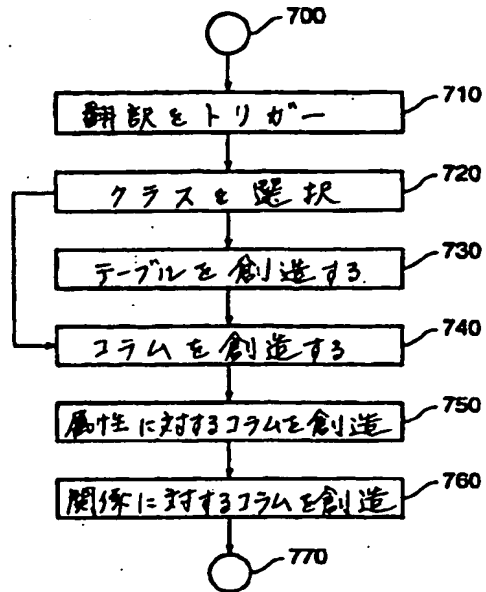 700
翻訳をトリガー
710
クラスを選択
720
テーブルを創造する
730
コラムを創造する
740
属性に対するコラムを創造
750
関係に対するコラムを創造
760
770